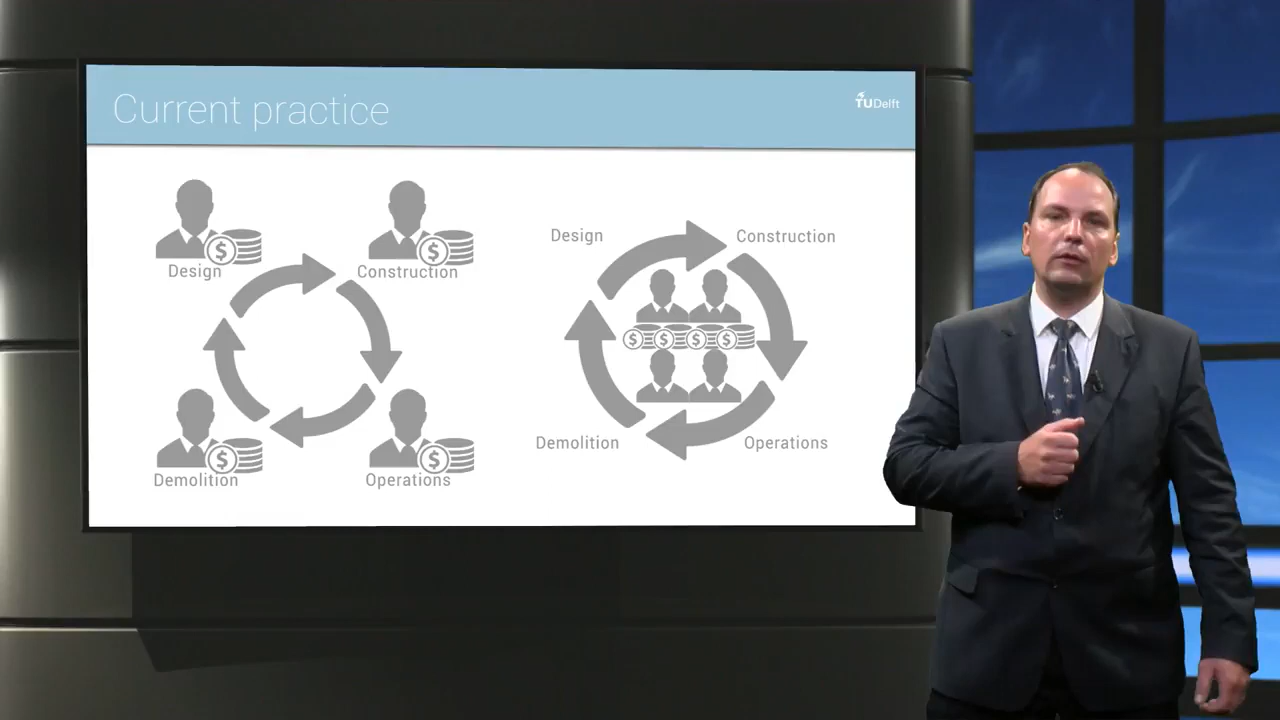 Current practice
TUDelft
Design
Construction
Demolition
Operations
Design
Construction
Demolition
Operations
$
$
$
$
$ $ $ $